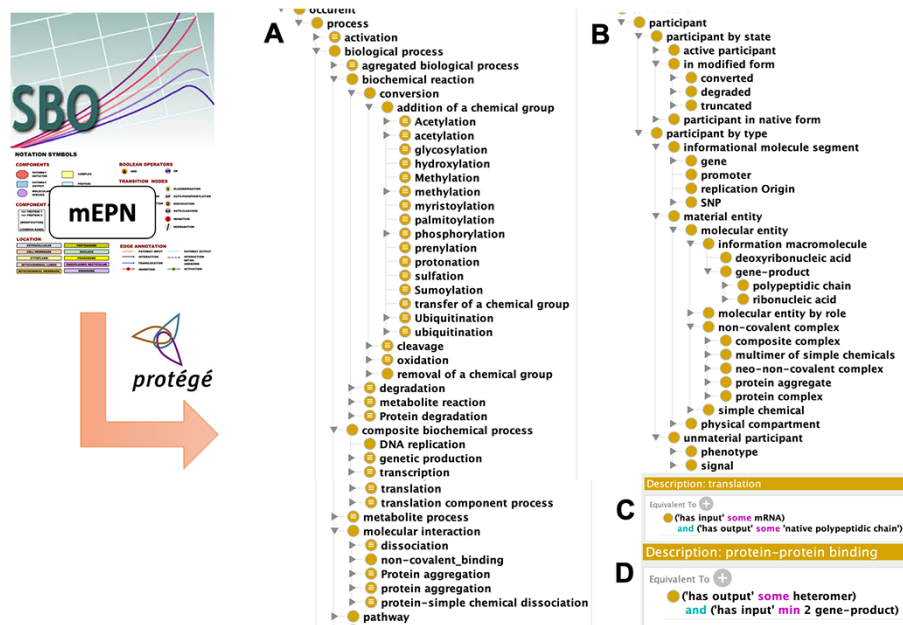 SBO
NOTATION SYMBOLS
COMPONENTS
BOOLEAN OPERATORS
TRANSITION NODES
mEPN
LOCATION
EDGE ANNOTATION
protégé
A
occurent
process
activation
biological process
agregated biological process
biochemical reaction
conversion
addition of a chemical group
Acetylation
acetylation
glycosylation
hydroxylation
Methylation
methylation
myristoylation
palmitoylation
phosphorylation
prenylation
protonation
sulfation
Sumoylation
transfer of a chemical group
Ubiquitination
ubiquitination
cleavage
oxidation
removal of a chemical group
degradation
metabolite reaction
Protein degradation
composite biochemical process
DNA replication
genetic production
transcription
translation
translation component process
metabolite process
molecular interaction
dissociation
non-covalent_binding
Protein aggregation
protein aggregation
protein-simple chemical dissociation
pathway
B
participant
participant by state
active participant
in modified form
converted
degraded
truncated
participant in native form
participant by type
informational molecule segment
gene
promoter
replication Origin
SNP
material entity
molecular entity
information macromolecule
deoxyribonucleic acid
gene-product
polypeptidic chain
ribonucleic acid
molecular entity by role
non-covalent complex
composite complex
multimer of simple chemicals
neo-non-covalent complex
protein aggregate
protein complex
simple chemical
physical compartment
unmaterial participant
phenotype
signal
C
Description: translation
Equivalent To
('has input' some mRNA)
and ('has output' some 'native polypeptidic chain')
D
Description: protein-protein binding
Equivalent To
('has output' some heteromer)
and ('has input' min 2 gene-product)